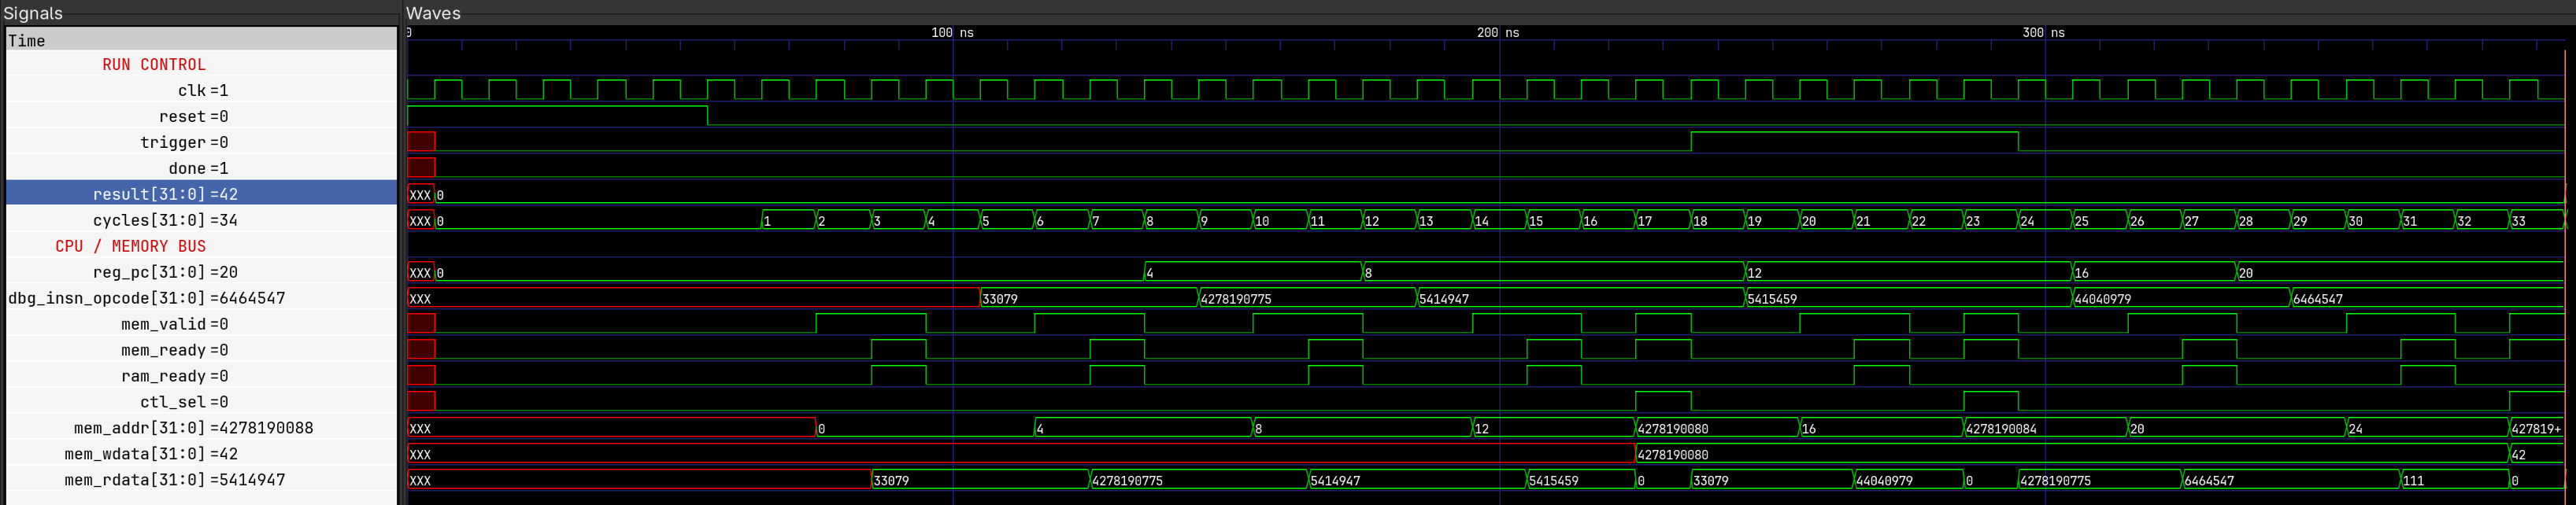 Signals Waves
Time 0 100 ns 200 ns 300 ns
RUN CONTROL
clk =1
reset =0
trigger =0
done =1
result[31:0] =42 XXX 0
cycles[31:0] =34 XXX 0 1 2 3 4 5 6 7 8 9 10 11 12 13 14 15 16 17 18 19 20 21 22 23 24 25 26 27 28 29 30 31 32 33
CPU / MEMORY BUS
reg_pc[31:0] =20 XXX 0 4 8 12 16 20
dbg_insn_opcode[31:0] =6464547 XXX 33079 4278190775 5414947 5415459 44040979 6464547
mem_valid =0
mem_ready =0
ram_ready =0
ctl_sel =0
mem_addr[31:0] =4278190088 XXX 0 4 8 12 4278190080 16 4278190084 20 24 427819+
mem_wdata[31:0] =42 XXX 4278190080 42
mem_rdata[31:0] =5414947 XXX 33079 4278190775 5414947 5415459 0 33079 44040979 0 4278190775 6464547 111 0